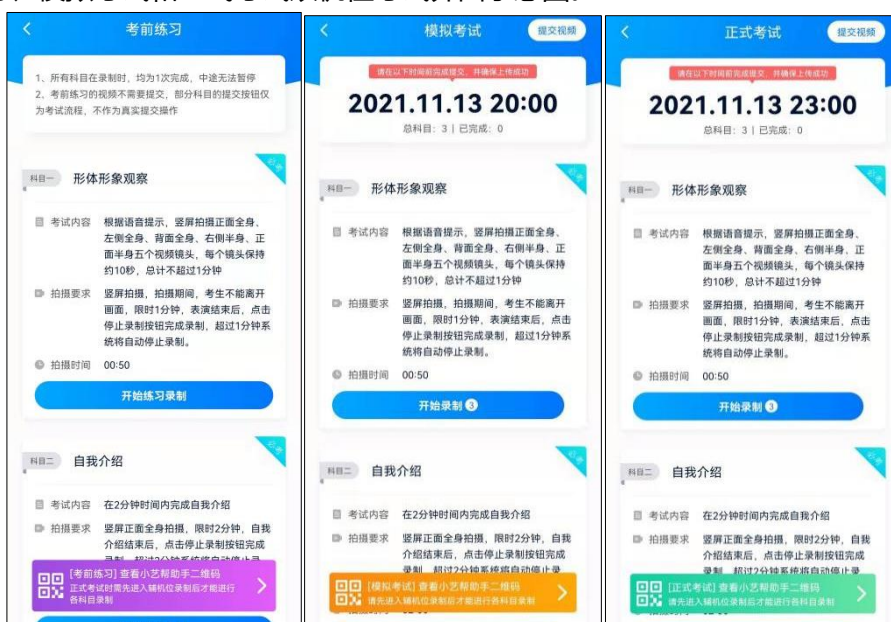 考前练习
1、所有科目在录制时，均为1次完成，中途无法暂停
2、考前练习的视频不需要提交，部分科目的提交按钮仅
为考试流程，不作为真实提交操作
必考
科目一 形体形象观察
考试内容 根据语音提示，竖屏拍摄正面全身、
左侧全身、背面全身、右侧半身、正
面半身五个视频镜头，每个镜头保持
约10秒，总计不超过1分钟
拍摄要求 竖屏拍摄，拍摄期间，考生不能离开
画面，限时1分钟，表演结束后，点击
停止录制按钮完成录制，超过1分钟系
统将自动停止录制。
拍摄时间 00:50
开始练习录制
必考
科目二 自我介绍
考试内容 在2分钟时间内完成自我介绍
拍摄要求 竖屏正面全身拍摄，限时2分钟，自我
介绍结束后，点击停止录制按钮完成
[考前练习] 查看小艺帮助手二维码
正式考试时需先进入辅机位录制后才能进行
各科目录制
模拟考试 提交视频
请在以下时间前完成提交，并确保上传成功
2021.11.13 20:00
总科目：3 | 已完成：0
必考
科目一 形体形象观察
考试内容 根据语音提示，竖屏拍摄正面全身、
左侧全身、背面全身、右侧半身、正
面半身五个视频镜头，每个镜头保持
约10秒，总计不超过1分钟
拍摄要求 竖屏拍摄，拍摄期间，考生不能离开
画面，限时1分钟，表演结束后，点击
停止录制按钮完成录制，超过1分钟系
统将自动停止录制。
拍摄时间 00:50
开始录制 3
必考
科目二 自我介绍
考试内容 在2分钟时间内完成自我介绍
拍摄要求 竖屏正面全身拍摄，限时2分钟，自我
介绍结束后，点击停止录制按钮完成
录制，超过2分钟系统将自动停止录
[模拟考试] 查看小艺帮助手二维码
请先进入辅机位录制后才能进行各科目录制
正式考试 提交视频
请在以下时间前完成提交，并确保上传成功
2021.11.13 23:00
总科目：3 | 已完成：0
必考
科目一 形体形象观察
考试内容 根据语音提示，竖屏拍摄正面全身、
左侧全身、背面全身、右侧半身、正
面半身五个视频镜头，每个镜头保持
约10秒，总计不超过1分钟
拍摄要求 竖屏拍摄，拍摄期间，考生不能离开
画面，限时1分钟，表演结束后，点击
停止录制按钮完成录制，超过1分钟系
统将自动停止录制。
拍摄时间 00:50
开始录制 3
必考
科目二 自我介绍
考试内容 在2分钟时间内完成自我介绍
拍摄要求 竖屏正面全身拍摄，限时2分钟，自我
介绍结束后，点击停止录制按钮完成
录制，超过2分钟系统将自动停止录
[正式考试] 查看小艺帮助手二维码
请先进入辅机位录制后才能进行各科目录制